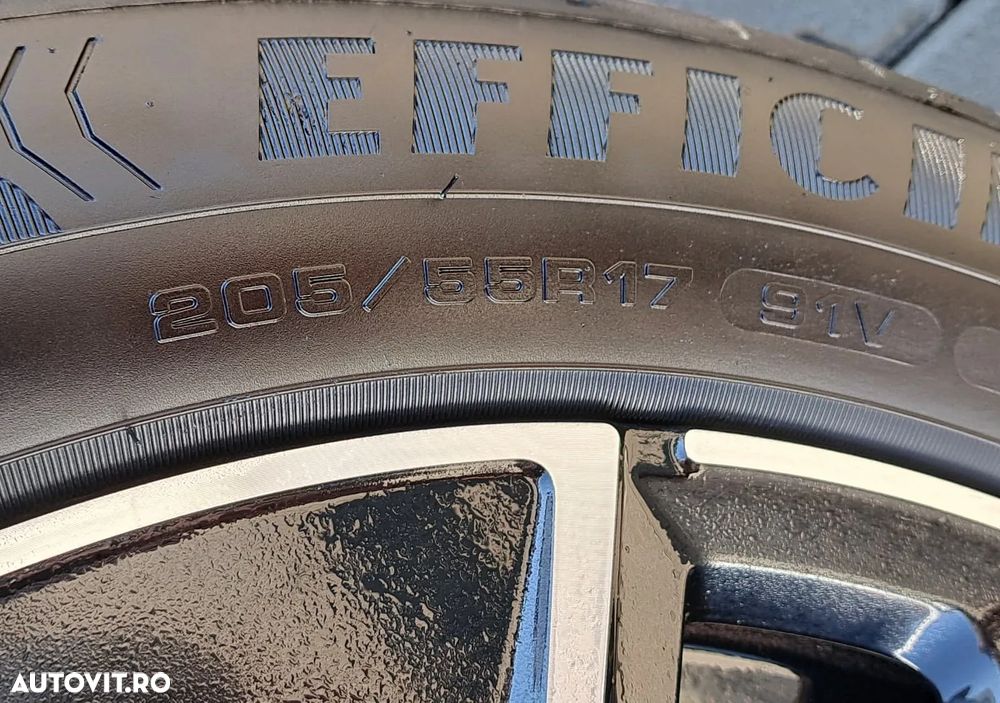 EFFICI
205/55R17 91V
AUTOVIT.RO